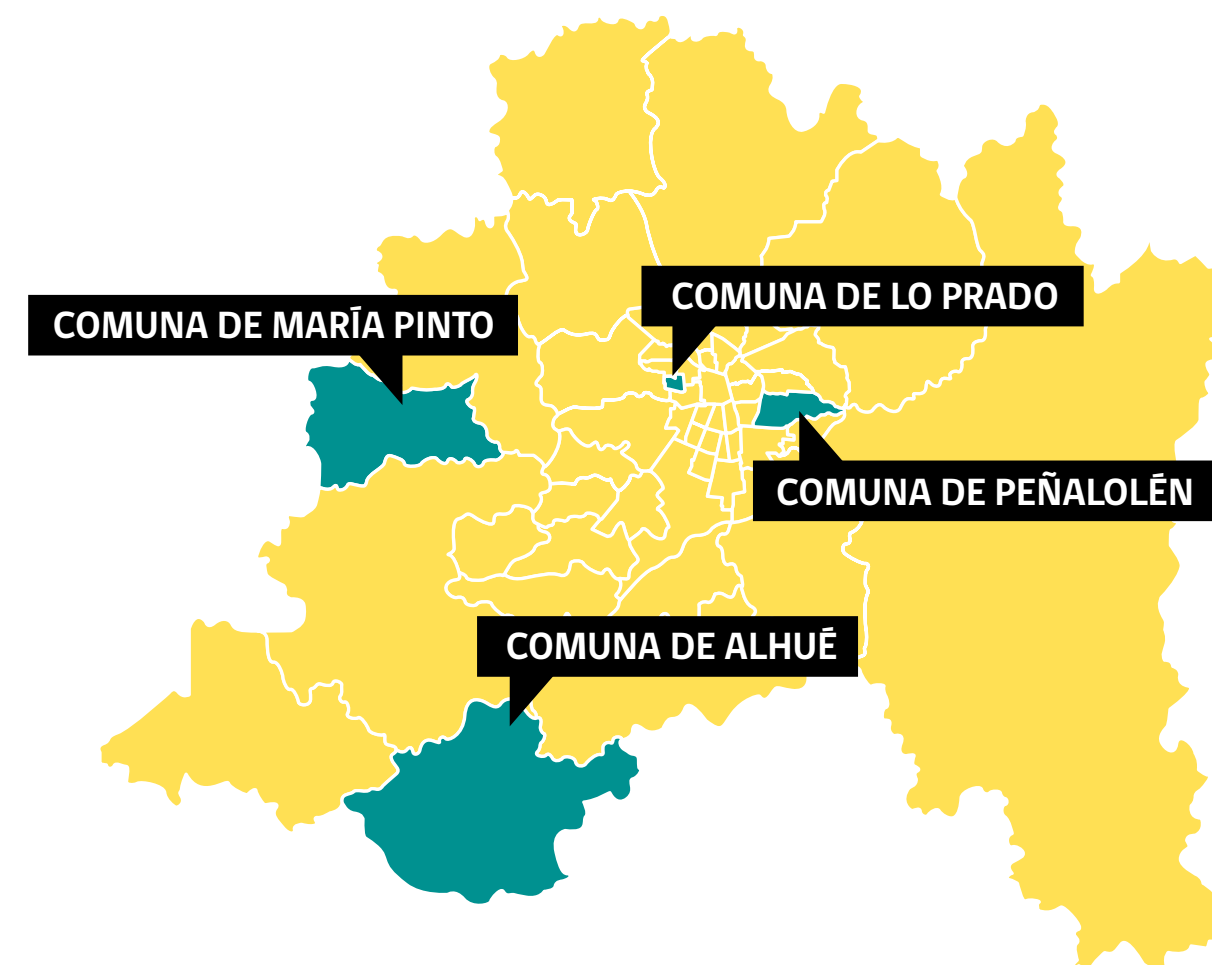 COMUNA DE LO PRADO
COMUNA DE MARÍA PINTO
COMUNA DE PEÑALOLÉN
COMUNA DE ALHUÉ